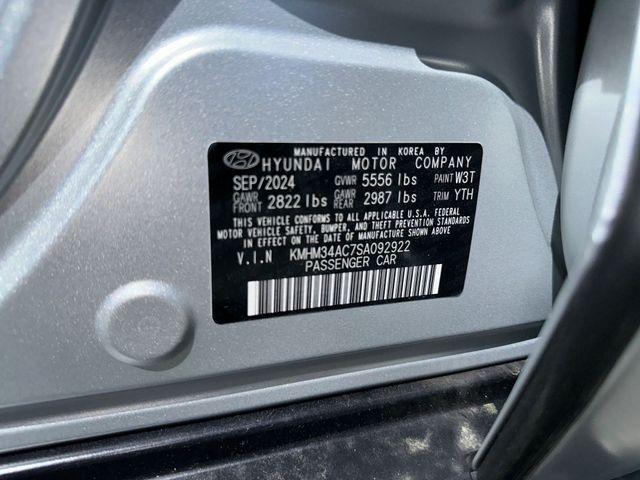 MANUFACTURED IN KOREA BY
HYUNDAI MOTOR COMPANY
SEP/2024 GVWR 5556 lbs PAINT W3T
GAWR FRONT 2822 lbs GAWR REAR 2987 lbs TRIM YTH
THIS VEHICLE CONFORMS TO ALL APPLICABLE U.S.A. FEDERAL
MOTOR VEHICLE SAFETY, BUMPER, AND THEFT PREVENTION STANDARDS
IN EFFECT ON THE DATE OF MANUFACTURE SHOWN ABOVE.
V.I.N KMHM34AC7SA092922
PASSENGER CAR